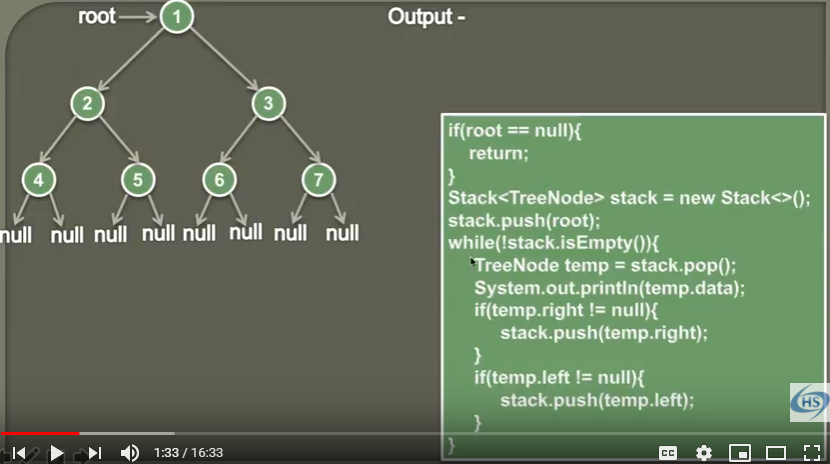 root
1
Output -
2
3
4
5
6
7
null null null null null null null null
if(root == null){
return;
}
Stack<TreeNode> stack = new Stack<>();
stack.push(root);
while(!stack.isEmpty()){
TreeNode temp = stack.pop();
System.out.println(temp.data);
if(temp.right != null){
stack.push(temp.right);
}
if(temp.left != null){
stack.push(temp.left);
}
}
HS
1:33 / 16:33
CC